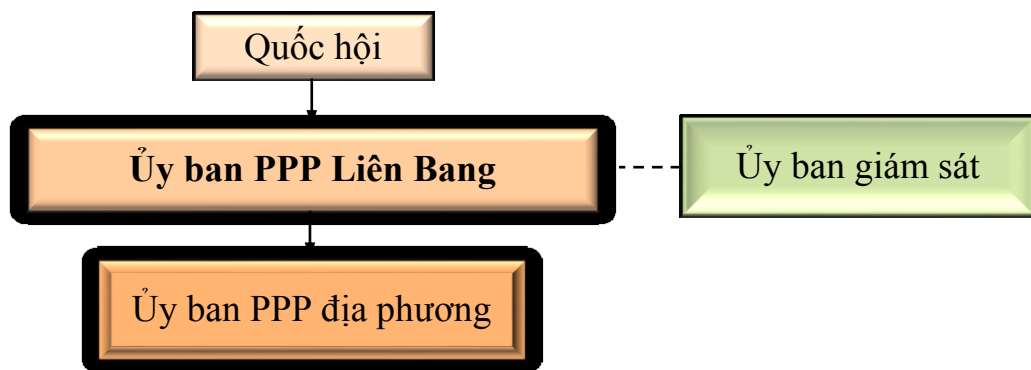 Quốc hội
Ủy ban PPP Liên Bang
Ủy ban giám sát
Ủy ban PPP địa phương